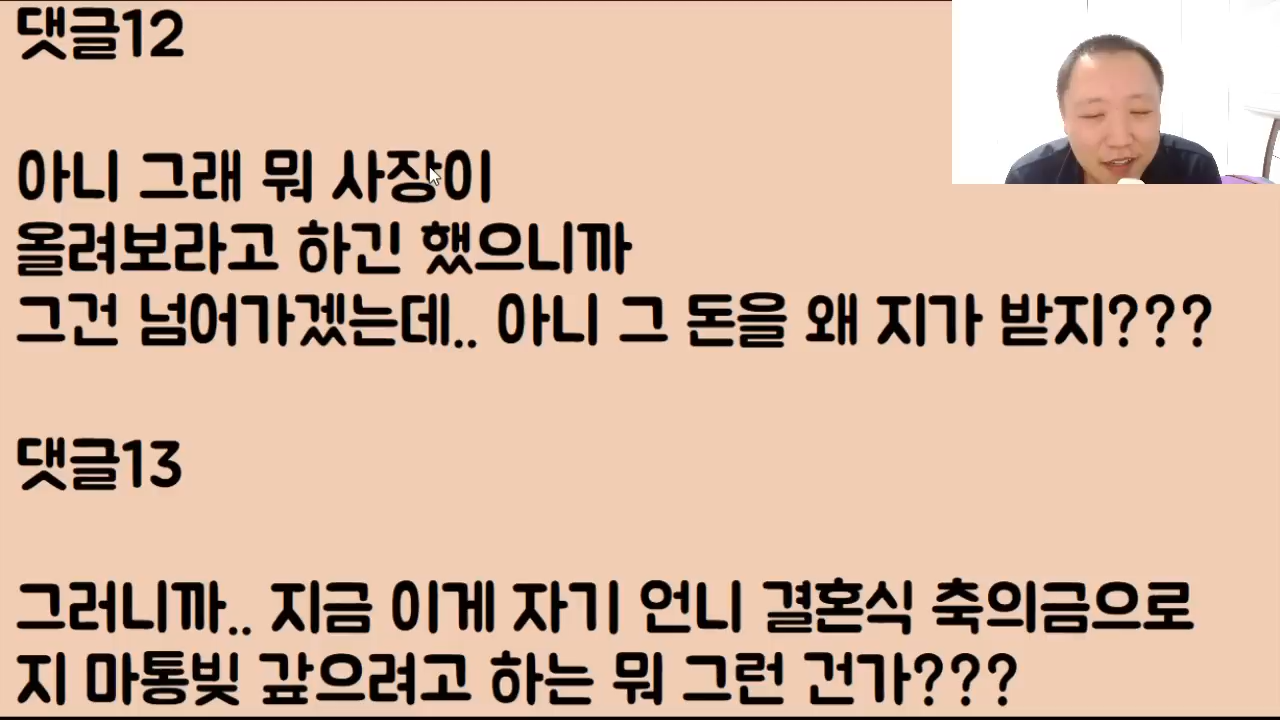 댓글12
아니 그래 뭐 사장이
올려보라고 하긴 했으니까
그건 넘어가겠는데.. 아니 그 돈을 왜 지가 받지???
댓글13
그러니까.. 지금 이게 자기 언니 결혼식 축의금으로
지 마통빚 갚으려고 하는 뭐 그런 건가???